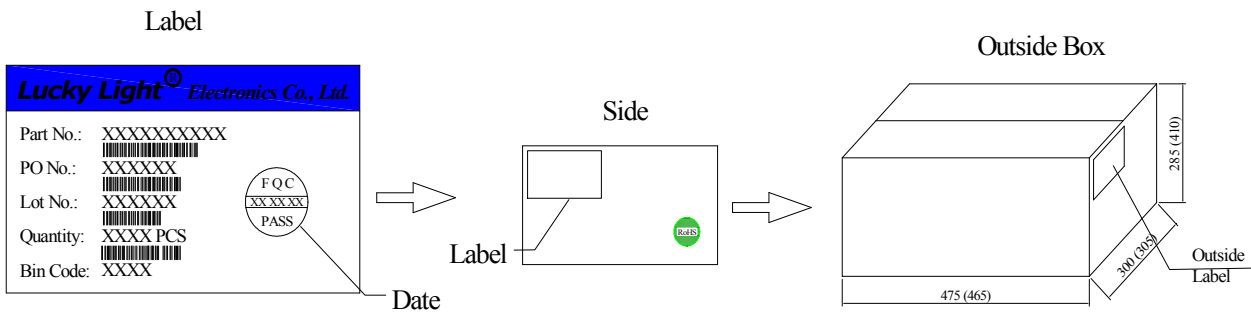 Label
Lucky Light® Electronics Co., Ltd.
Part No.: XXXXXXXXXX
PO No.: XXXXXX
Lot No.: XXXXXX
Quantity: XXXX PCS
Bin Code: XXXX
FQC
XX XX XX
PASS
Date
Side
RoHS
Label
Outside Box
285 (410)
300 (305)
475 (465)
Outside
Label